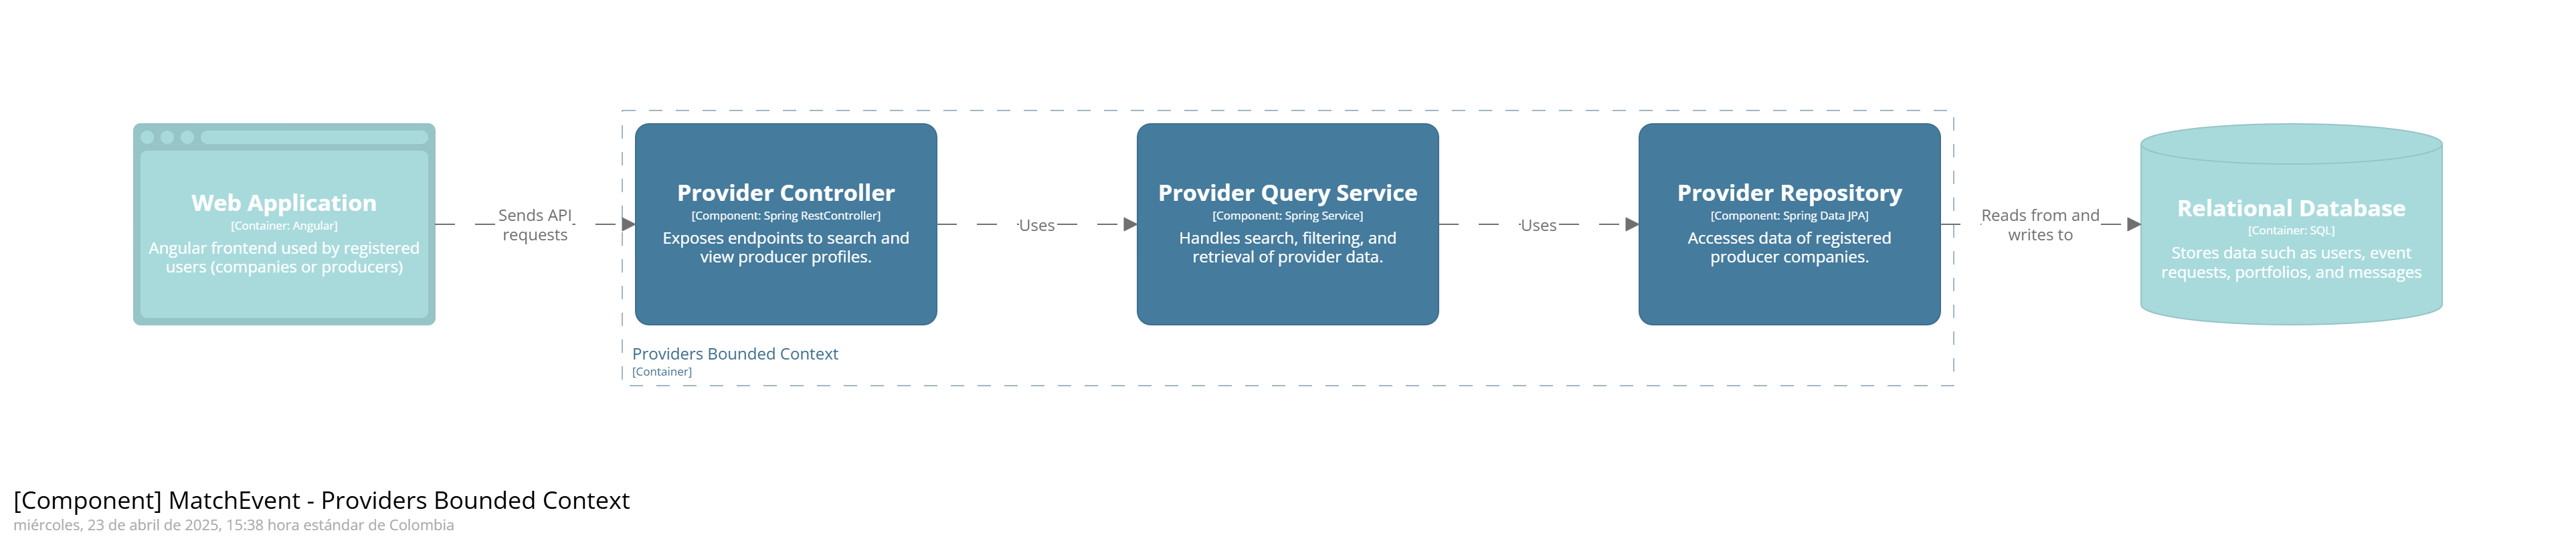 Web Application
[Container: Angular]
Angular frontend used by registered
users (companies or producers)
Sends API
requests
Provider Controller
[Component: Spring RestController]
Exposes endpoints to search and
view producer profiles.
Uses
Provider Query Service
[Component: Spring Service]
Handles search, filtering, and
retrieval of provider data.
Uses
Provider Repository
[Component: Spring Data JPA]
Accesses data of registered
producer companies.
Reads from and
writes to
Relational Database
[Container: SQL]
Stores data such as users, event
requests, portfolios, and messages
Providers Bounded Context
[Container]
[Component] MatchEvent - Providers Bounded Context
miércoles, 23 de abril de 2025, 15:38 hora estándar de Colombia